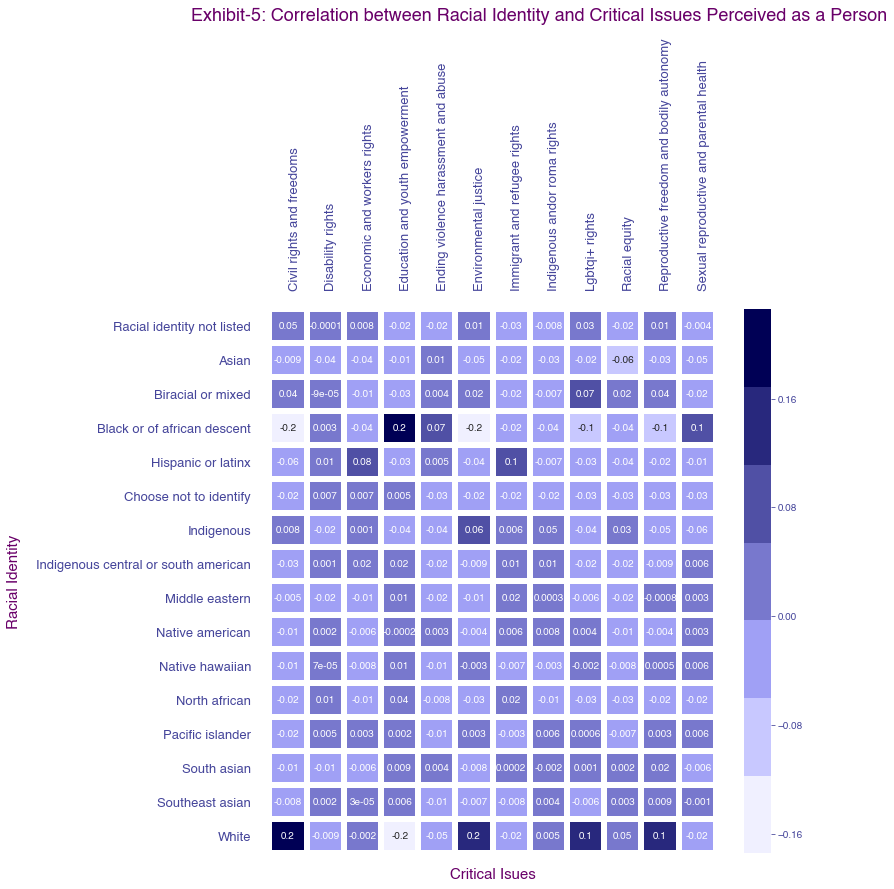 Exhibit-5: Correlation between Racial Identity and Critical Issues Perceived as a Person
Civil rights and freedoms
Disability rights
Economic and workers rights
Education and youth empowerment
Ending violence harassment and abuse
Environmental justice
Immigrant and refugee rights
Indigenous andor roma rights
Lgbtqi+ rights
Racial equity
Reproductive freedom and bodily autonomy
Sexual reproductive and parental health
Racial identity not listed 0.05 -0.0001 0.008 -0.02 -0.02 0.01 -0.03 -0.008 0.03 -0.02 0.01 -0.004
Asian -0.009 -0.04 -0.04 -0.01 0.01 -0.05 -0.02 -0.03 -0.02 -0.06 -0.03 -0.05
Biracial or mixed 0.04 -9e-05 -0.01 -0.03 0.004 0.02 -0.02 -0.007 0.07 0.02 0.04 -0.02
Black or of african descent -0.2 0.003 -0.04 0.2 0.07 -0.2 -0.02 -0.04 -0.1 -0.04 -0.1 0.1
Hispanic or latinx -0.06 0.01 0.08 -0.03 0.005 -0.04 0.1 -0.007 -0.03 -0.04 -0.02 -0.01
Choose not to identify -0.02 0.007 0.007 0.005 -0.03 -0.02 -0.02 -0.02 -0.03 -0.03 -0.03 -0.03
Indigenous 0.008 -0.02 0.001 -0.04 -0.04 0.06 0.006 0.05 -0.04 0.03 -0.05 -0.06
Indigenous central or south american -0.03 0.001 0.02 0.02 -0.02 -0.009 0.01 0.01 -0.02 -0.02 -0.009 0.006
Middle eastern -0.005 -0.02 -0.01 0.01 -0.02 -0.01 0.02 0.0003 -0.006 -0.02 -0.0008 0.003
Native american -0.01 0.002 -0.006 -0.0002 0.003 -0.004 0.006 0.008 0.004 -0.01 -0.004 0.003
Native hawaiian -0.01 7e-05 -0.008 0.01 -0.01 -0.003 -0.007 -0.003 -0.002 -0.008 0.0005 0.006
North african -0.02 0.01 -0.01 0.04 -0.008 -0.03 0.02 -0.01 -0.03 -0.03 -0.02 -0.02
Pacific islander -0.02 0.005 0.003 0.002 -0.01 0.003 -0.003 0.006 0.0006 -0.007 0.003 0.006
South asian -0.01 -0.01 -0.006 0.009 0.004 -0.008 0.0002 -0.002 0.001 0.002 0.02 -0.006
Southeast asian -0.008 0.002 3e-05 0.006 -0.01 -0.007 -0.008 0.004 -0.006 0.003 0.009 -0.001
White 0.2 -0.009 -0.002 -0.2 -0.05 0.2 -0.02 0.005 0.1 0.05 0.1 -0.02
Racial Identity
Critical Isues
0.16
0.08
0.00
−0.08
−0.16